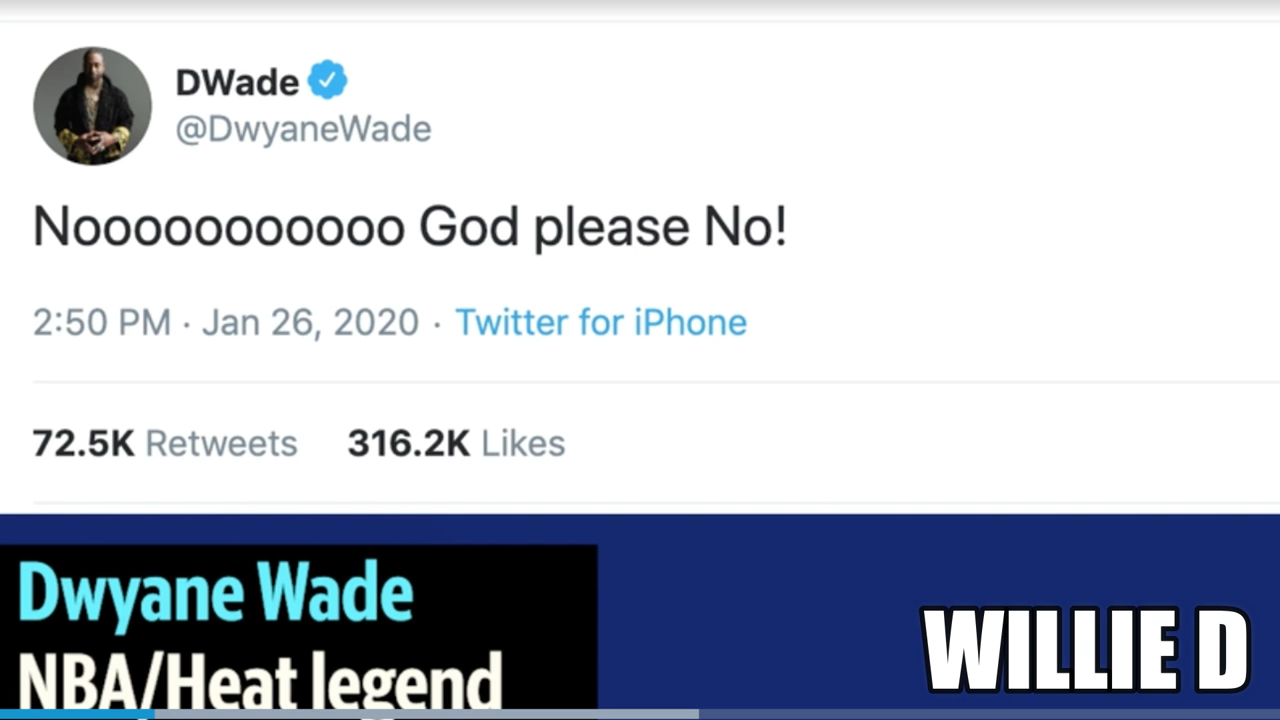 DWade
@DwyaneWade
Nooooooooooo God please No!
2:50 PM · Jan 26, 2020 · Twitter for iPhone
72.5K Retweets 316.2K Likes
Dwyane Wade
NBA/Heat legend
WILLIE D